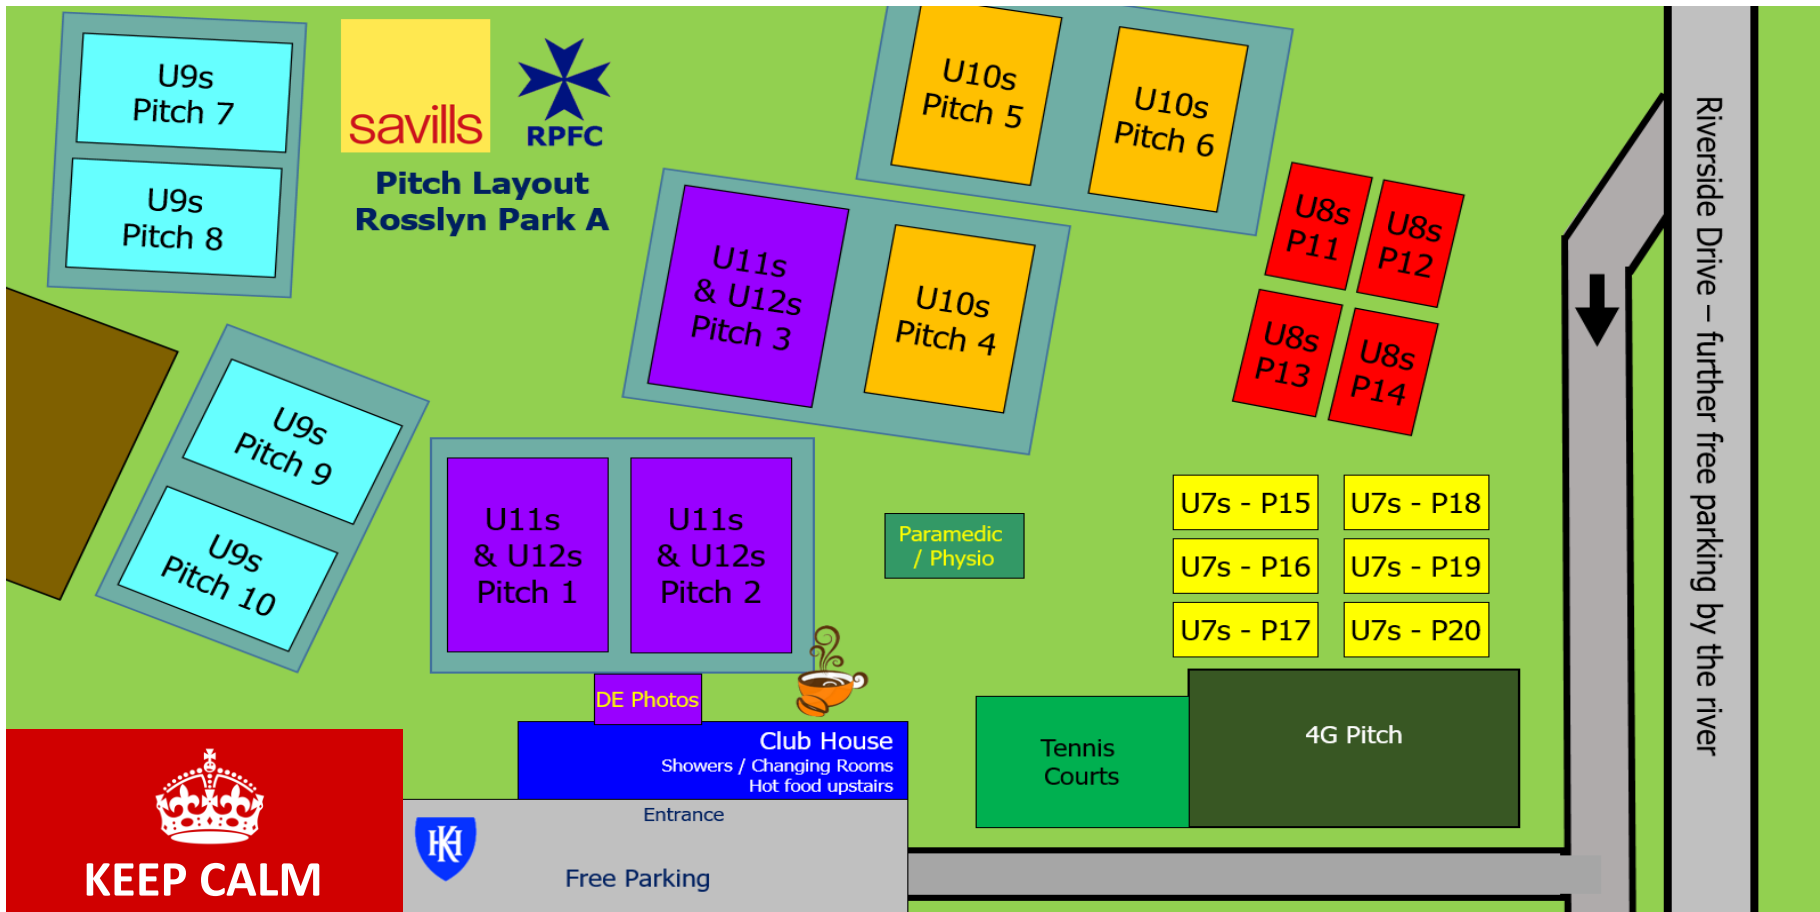 U9s
Pitch 7
U9s
Pitch 8
savills
RPFC
Pitch Layout
Rosslyn Park A
U10s
Pitch 5
U10s
Pitch 6
U11s
& U12s
Pitch 3
U10s
Pitch 4
U8s
P11
U8s
P12
U8s
P13
U8s
P14
Riverside Drive – further free parking by the river
U9s
Pitch 9
U9s
Pitch 10
U11s
& U12s
Pitch 1
U11s
& U12s
Pitch 2
Paramedic
/ Physio
U7s - P15
U7s - P18
U7s - P16
U7s - P19
U7s - P17
U7s - P20
DE Photos
Club House
Showers / Changing Rooms
Hot food upstairs
Tennis
Courts
4G Pitch
Entrance
Free Parking
KEEP CALM